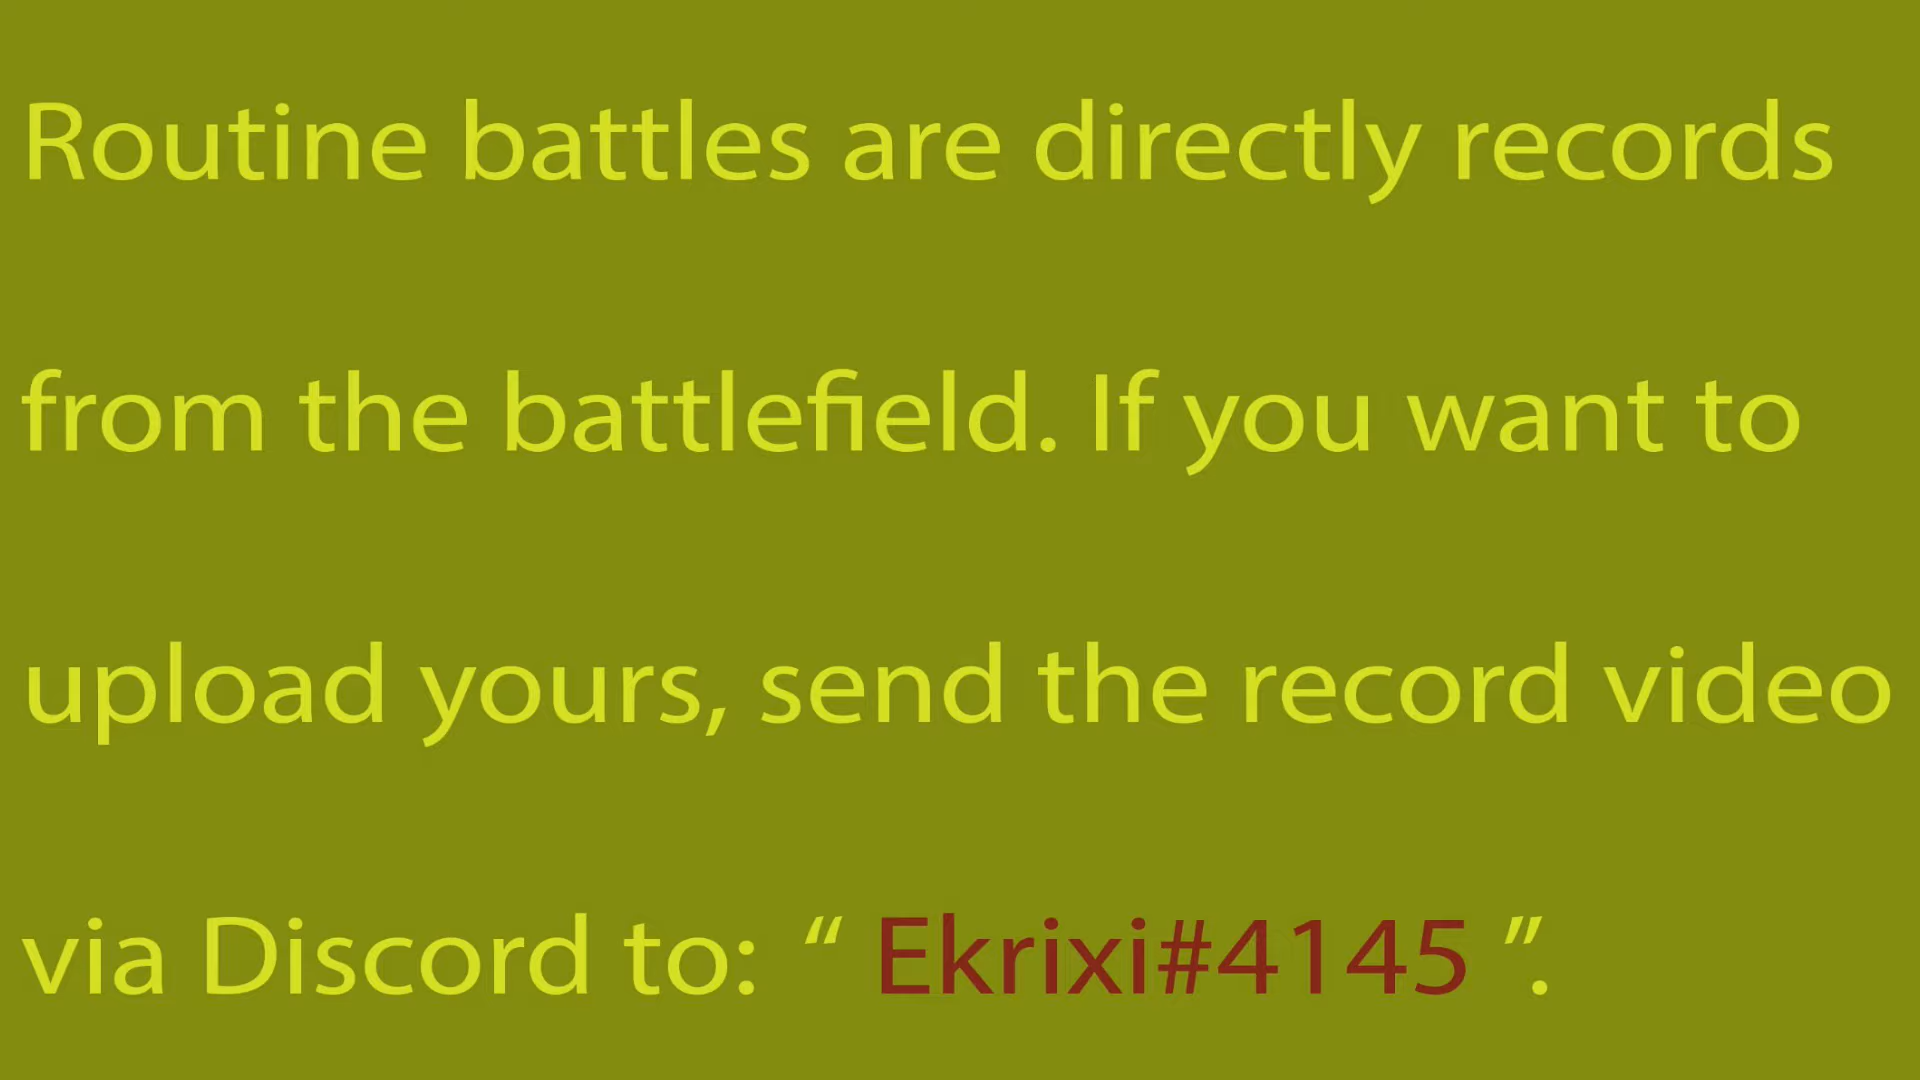 Routine battles are directly records
from the battlefield. If you want to
upload yours, send the record video
via Discord to: “ Ekrixi#4145 ”.